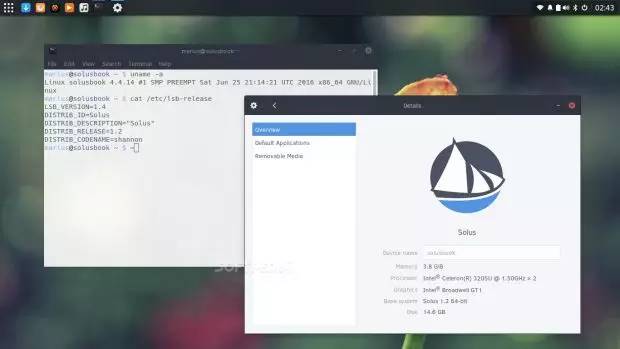 02:43
marius@solusbook:~
File Edit View Search Terminal Help
marius@solusbook ~ $ uname -a
Linux solusbook 4.4.14 #1 SMP PREEMPT Sat Jun 25 21:14:21 UTC 2016 x86_64 GNU/Li
nux
marius@solusbook ~ $ cat /etc/lsb-release
LSB_VERSION=1.4
DISTRIB_ID=Solus
DISTRIB_DESCRIPTION="Solus"
DISTRIB_RELEASE=1.2
DISTRIB_CODENAME=shannon
marius@solusbook ~ $
Details
Overview
Default Applications
Removable Media
Solus
Device name solusbook
Memory 3.8 GiB
Processor Intel® Celeron(R) 3205U @ 1.50GHz × 2
Graphics Intel® Broadwell GT1
Base system Solus 1.2 64-bit
Disk 14.6 GB